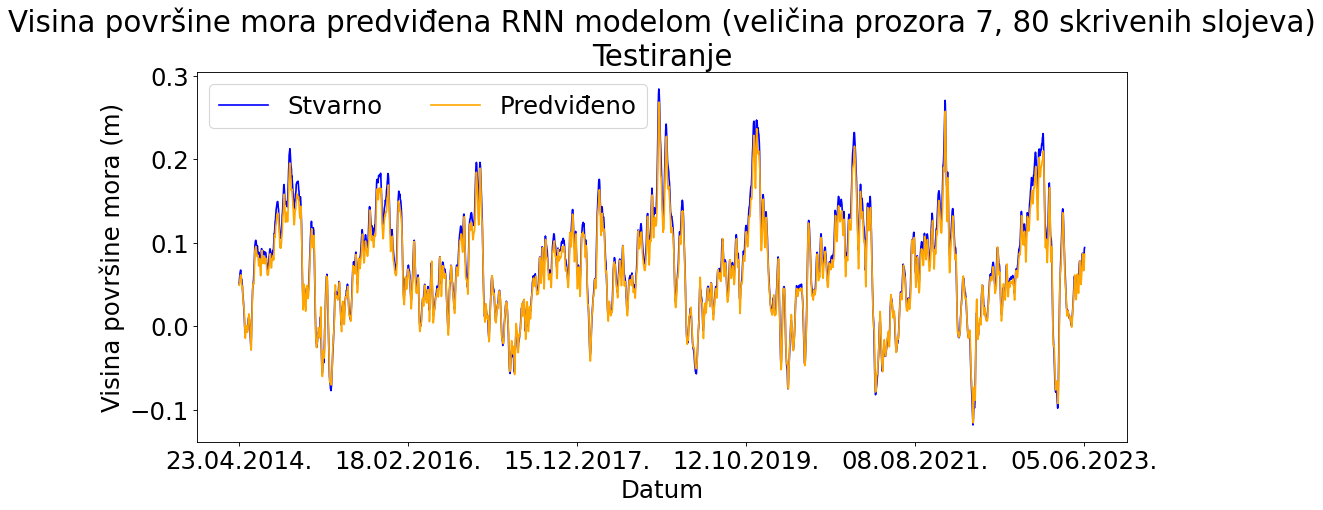 Visina površine mora predviđena RNN modelom (veličina prozora 7, 80 skrivenih slojeva)
Testiranje
Stvarno Predviđeno
Visina površine mora (m)
0.3
0.2
0.1
0.0
−0.1
23.04.2014. 18.02.2016. 15.12.2017. 12.10.2019. 08.08.2021. 05.06.2023.
Datum